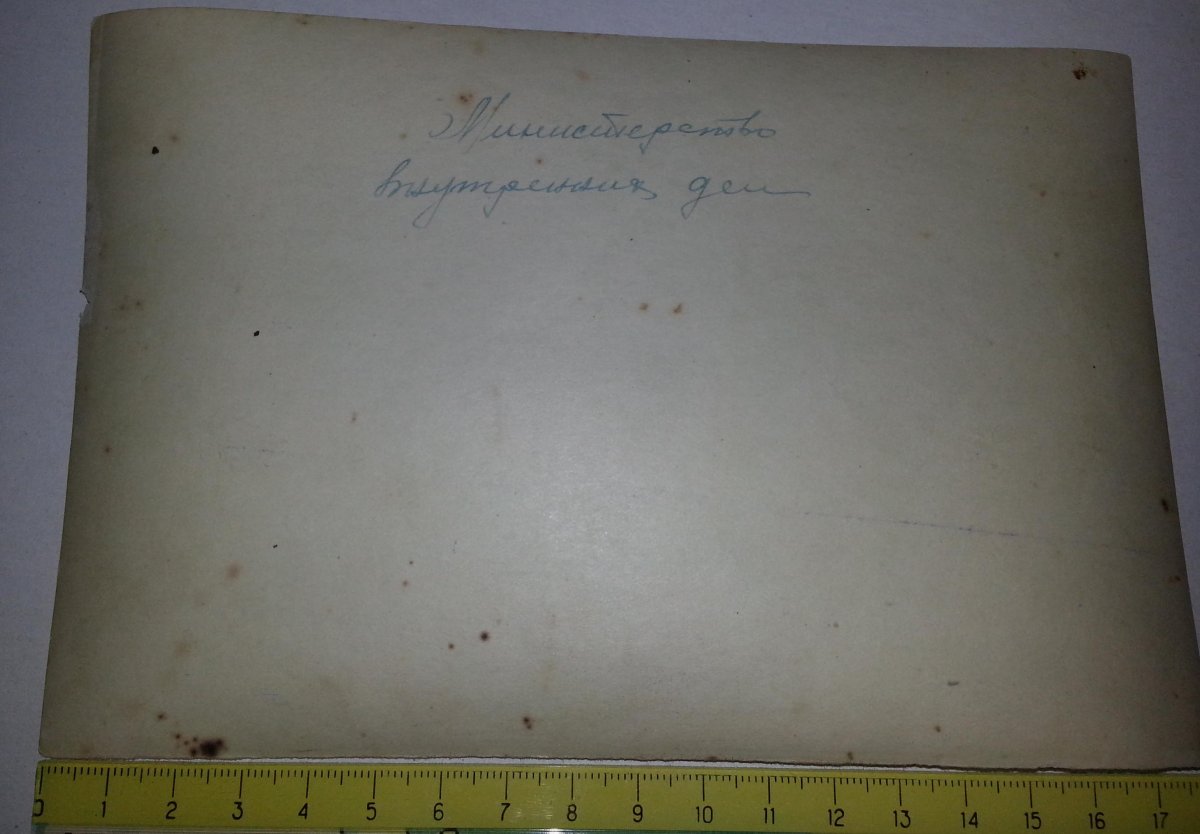 Министерство
внутренних дел
0 1 2 3 4 5 6 7 8 9 10 11 12 13 14 15 16 17